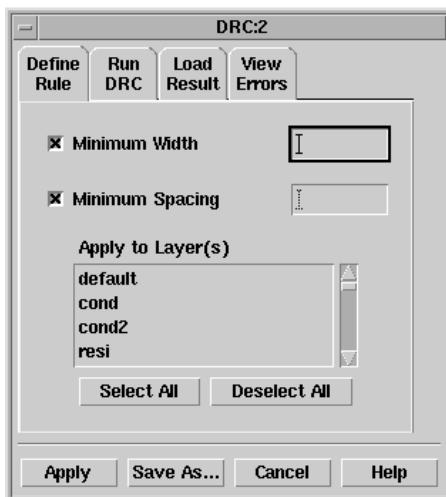 DRC:2
Define Rule
Run DRC
Load Result
View Errors
Minimum Width
Minimum Spacing
Apply to Layer(s)
default
cond
cond2
resi
Select All Deselect All
Apply Save As... Cancel Help